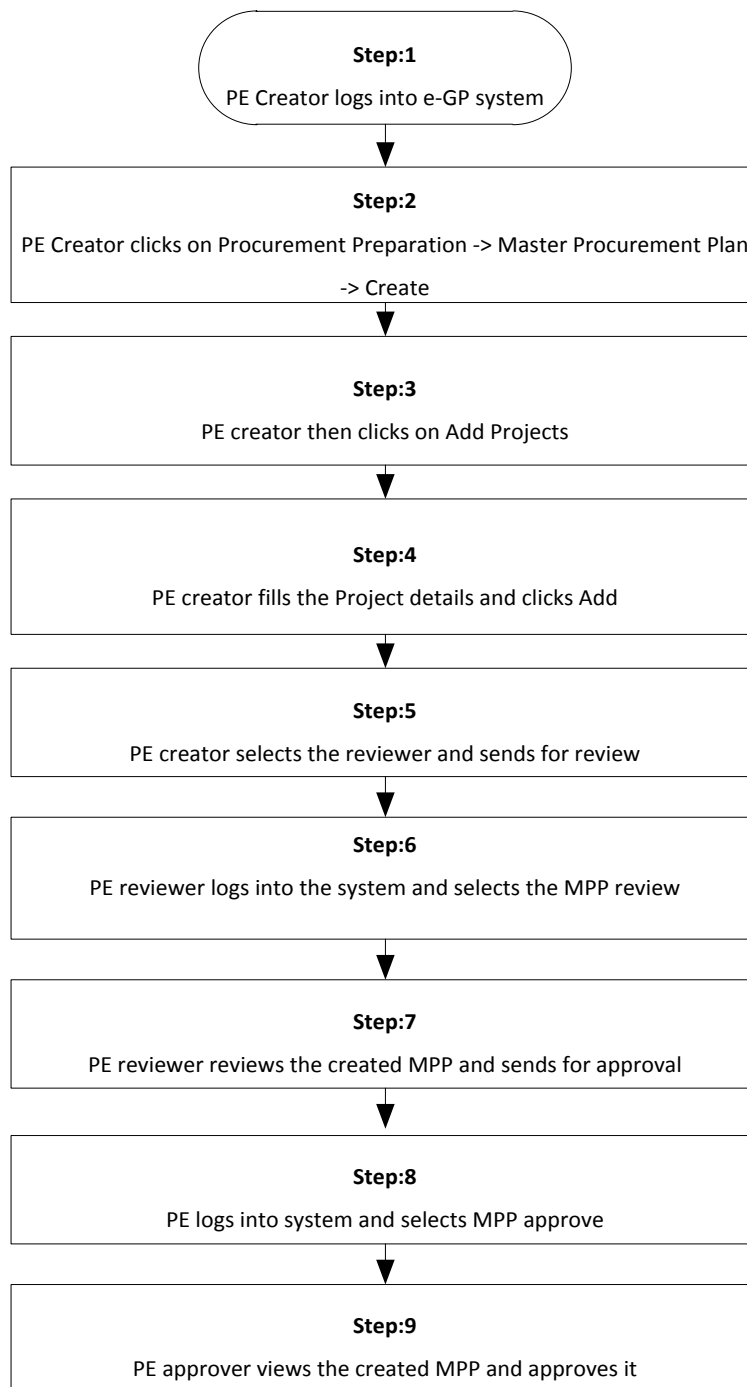 Step:1
PE Creator logs into e-GP system
Step:2
PE Creator clicks on Procurement Preparation -> Master Procurement Plan
-> Create
Step:3
PE creator then clicks on Add Projects
Step:4
PE creator fills the Project details and clicks Add
Step:5
PE creator selects the reviewer and sends for review
Step:6
PE reviewer logs into the system and selects the MPP review
Step:7
PE reviewer reviews the created MPP and sends for approval
Step:8
PE logs into system and selects MPP approve
Step:9
PE approver views the created MPP and approves it